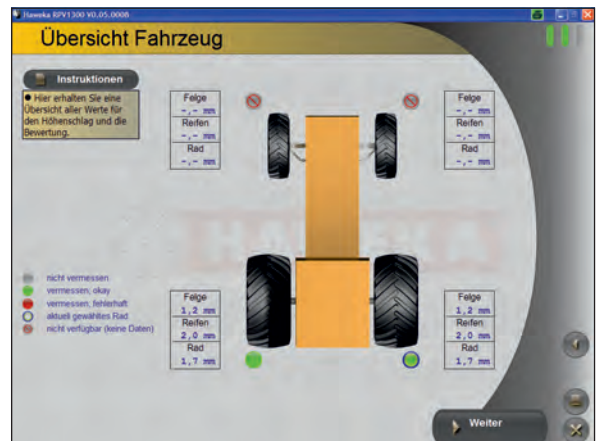 Haweka RPV1300 V0.05.0008
Übersicht Fahrzeug
Instruktionen
● Hier erhalten Sie eine
Übersicht aller Werte für
den Höhenschlag und die
Bewertung.
Felge
-,- mm
Reifen
-,- mm
Rad
-,- mm
Felge
-,- mm
Reifen
-,- mm
Rad
-,- mm
HAWEKA
nicht vermessen
vermessen, okay
vermessen, fehlerhaft
aktuell gewähltes Rad
nicht verfügbar (keine Daten)
Felge
1,2 mm
Reifen
2,0 mm
Rad
1,7 mm
Felge
1,2 mm
Reifen
2,0 mm
Rad
1,7 mm
Weiter